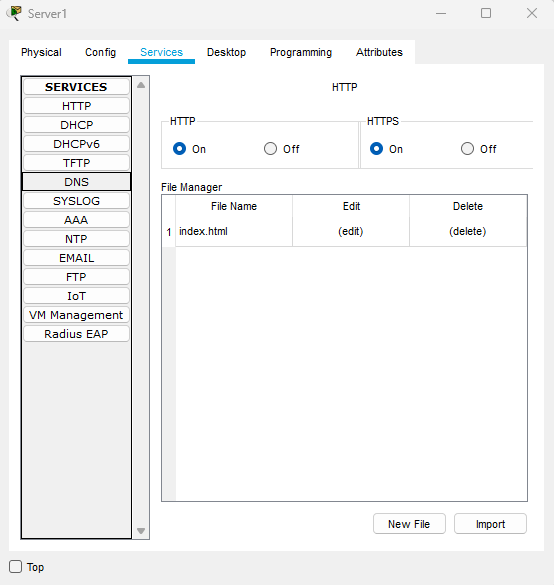 Server1
Physical Config Services Desktop Programming Attributes
SERVICES
HTTP
DHCP
DHCPv6
TFTP
DNS
SYSLOG
AAA
NTP
EMAIL
FTP
IoT
VM Management
Radius EAP
HTTP
HTTP
On Off
HTTPS
On Off
File Manager
File Name Edit Delete
1 index.html (edit) (delete)
New File Import
Top